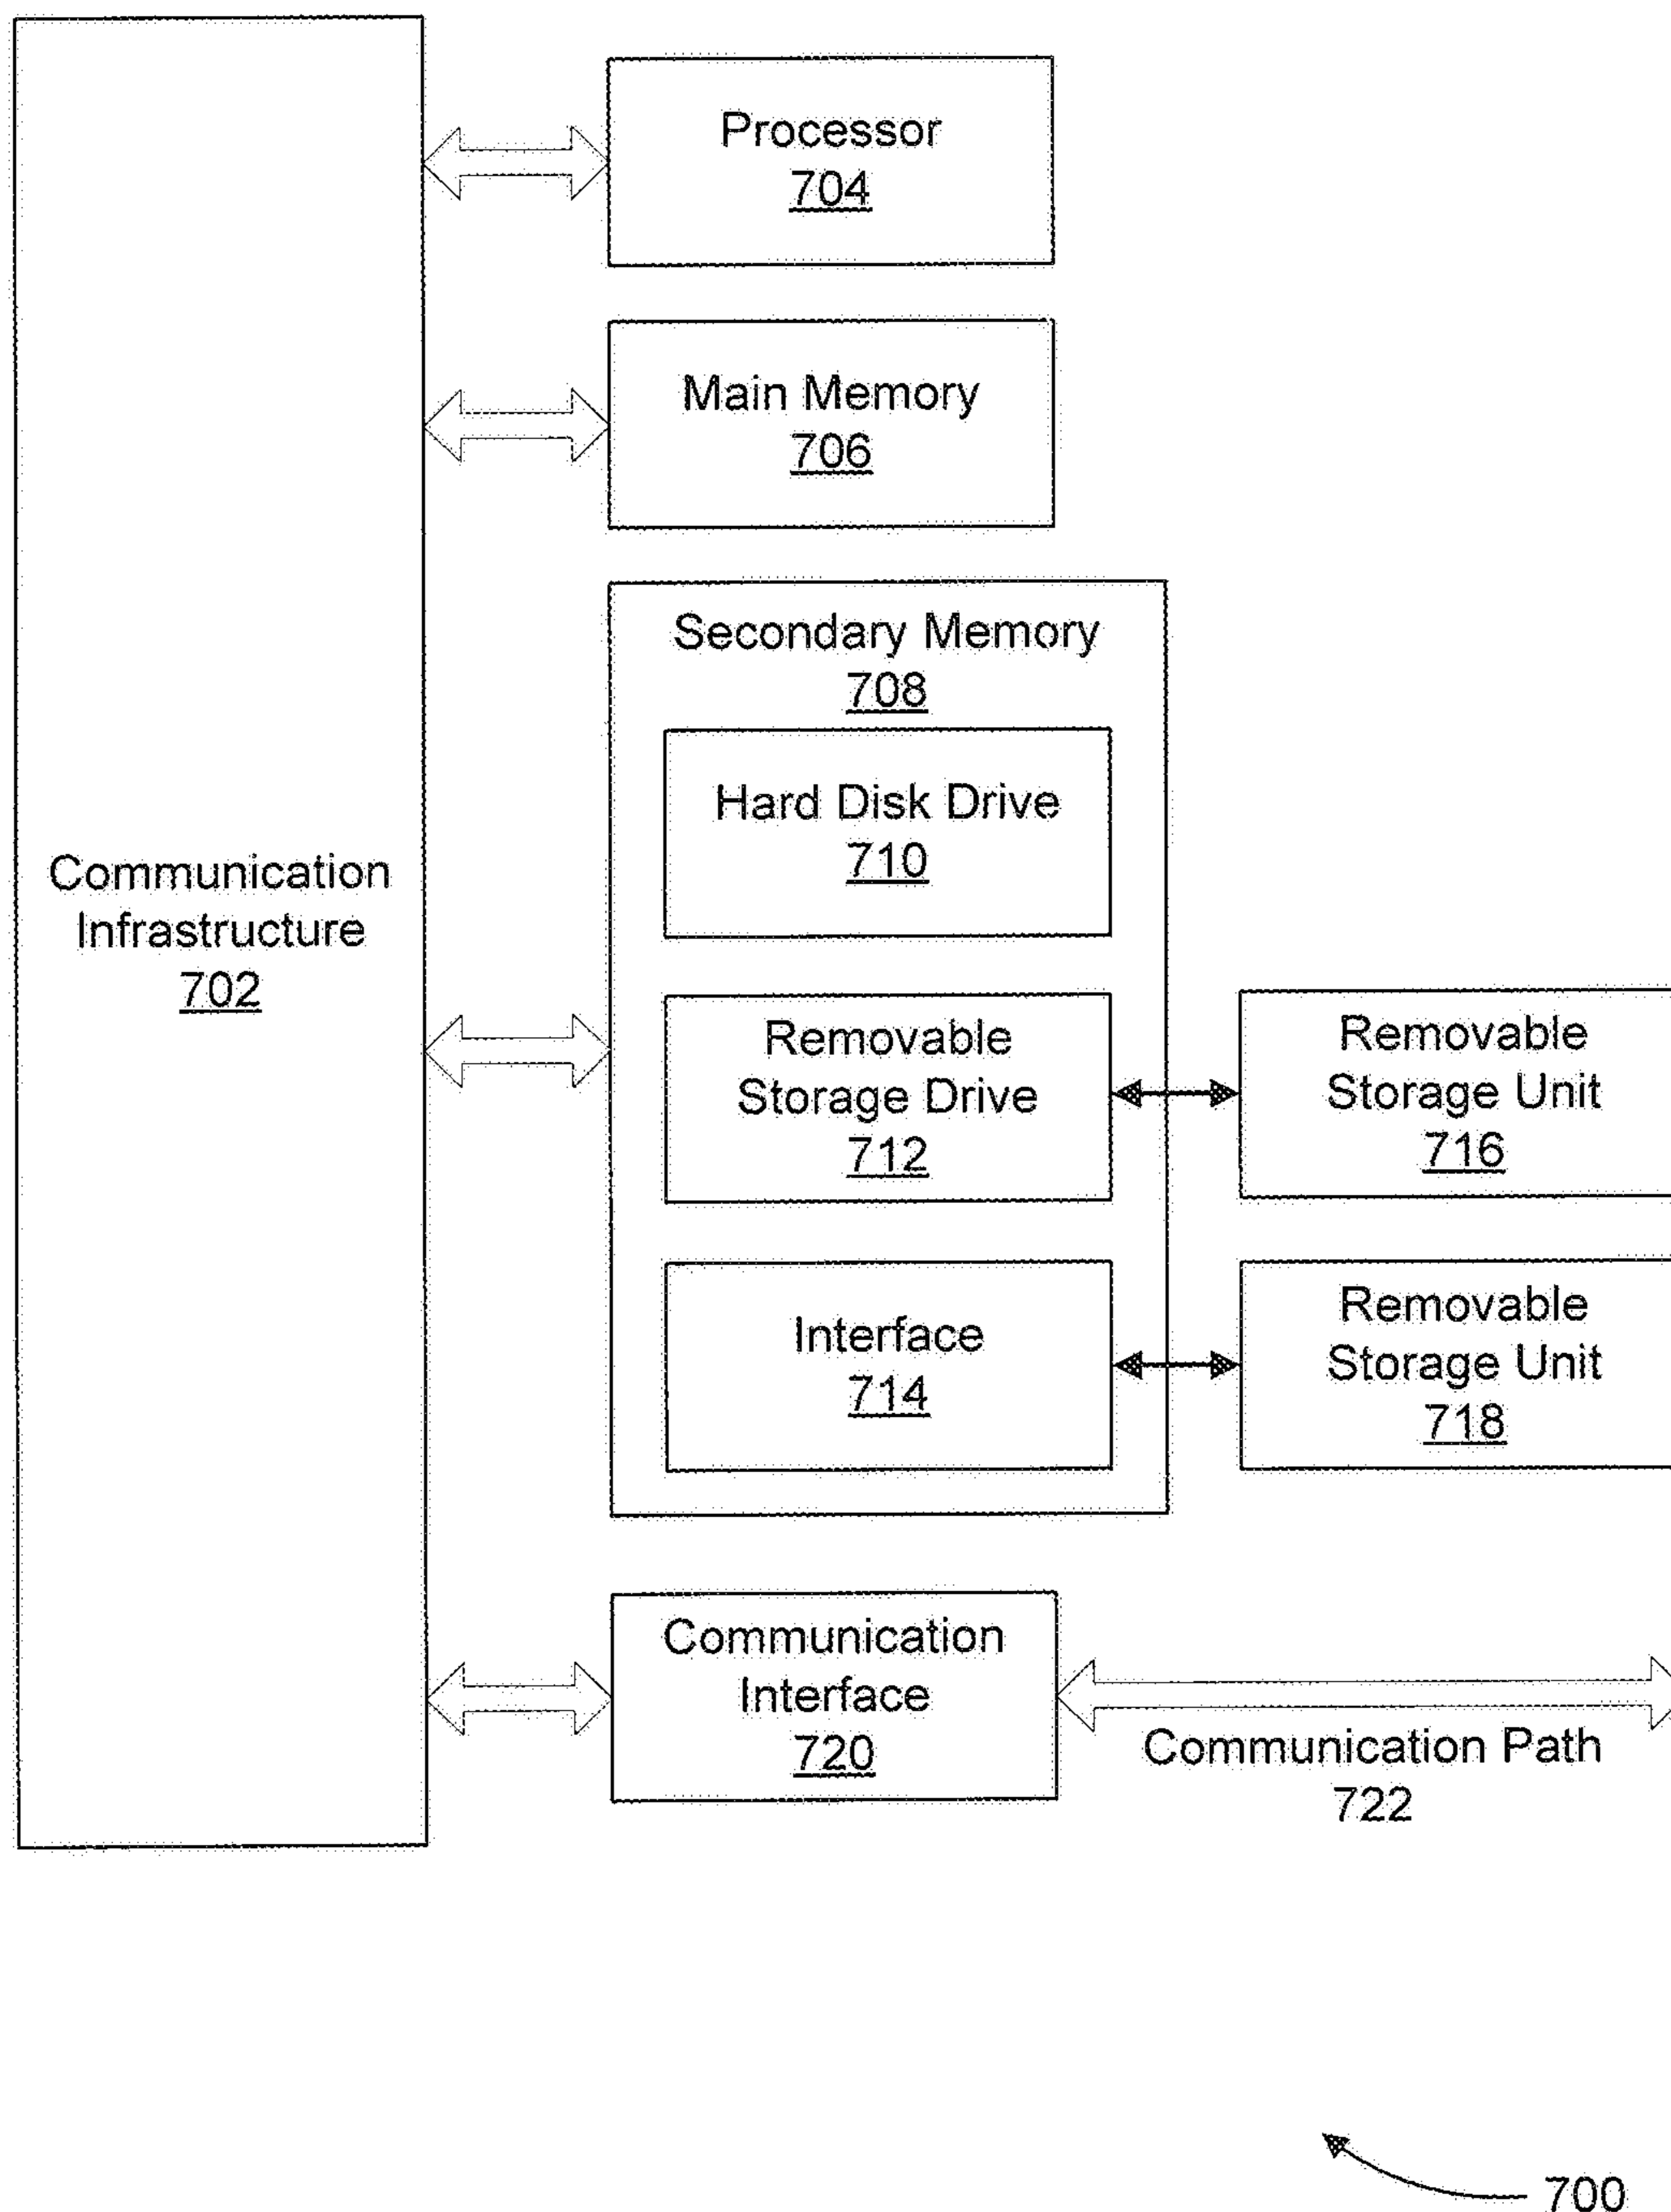 Processor
704
Main Memory
706
Secondary Memory
708
Hard Disk Drive
710
Communication
Infrastructure
702
Removable
Storage Drive
712
Removable
Storage Unit
716
Interface
714
Removable
Storage Unit
718
Communication
Interface
720
Communication Path
722
700